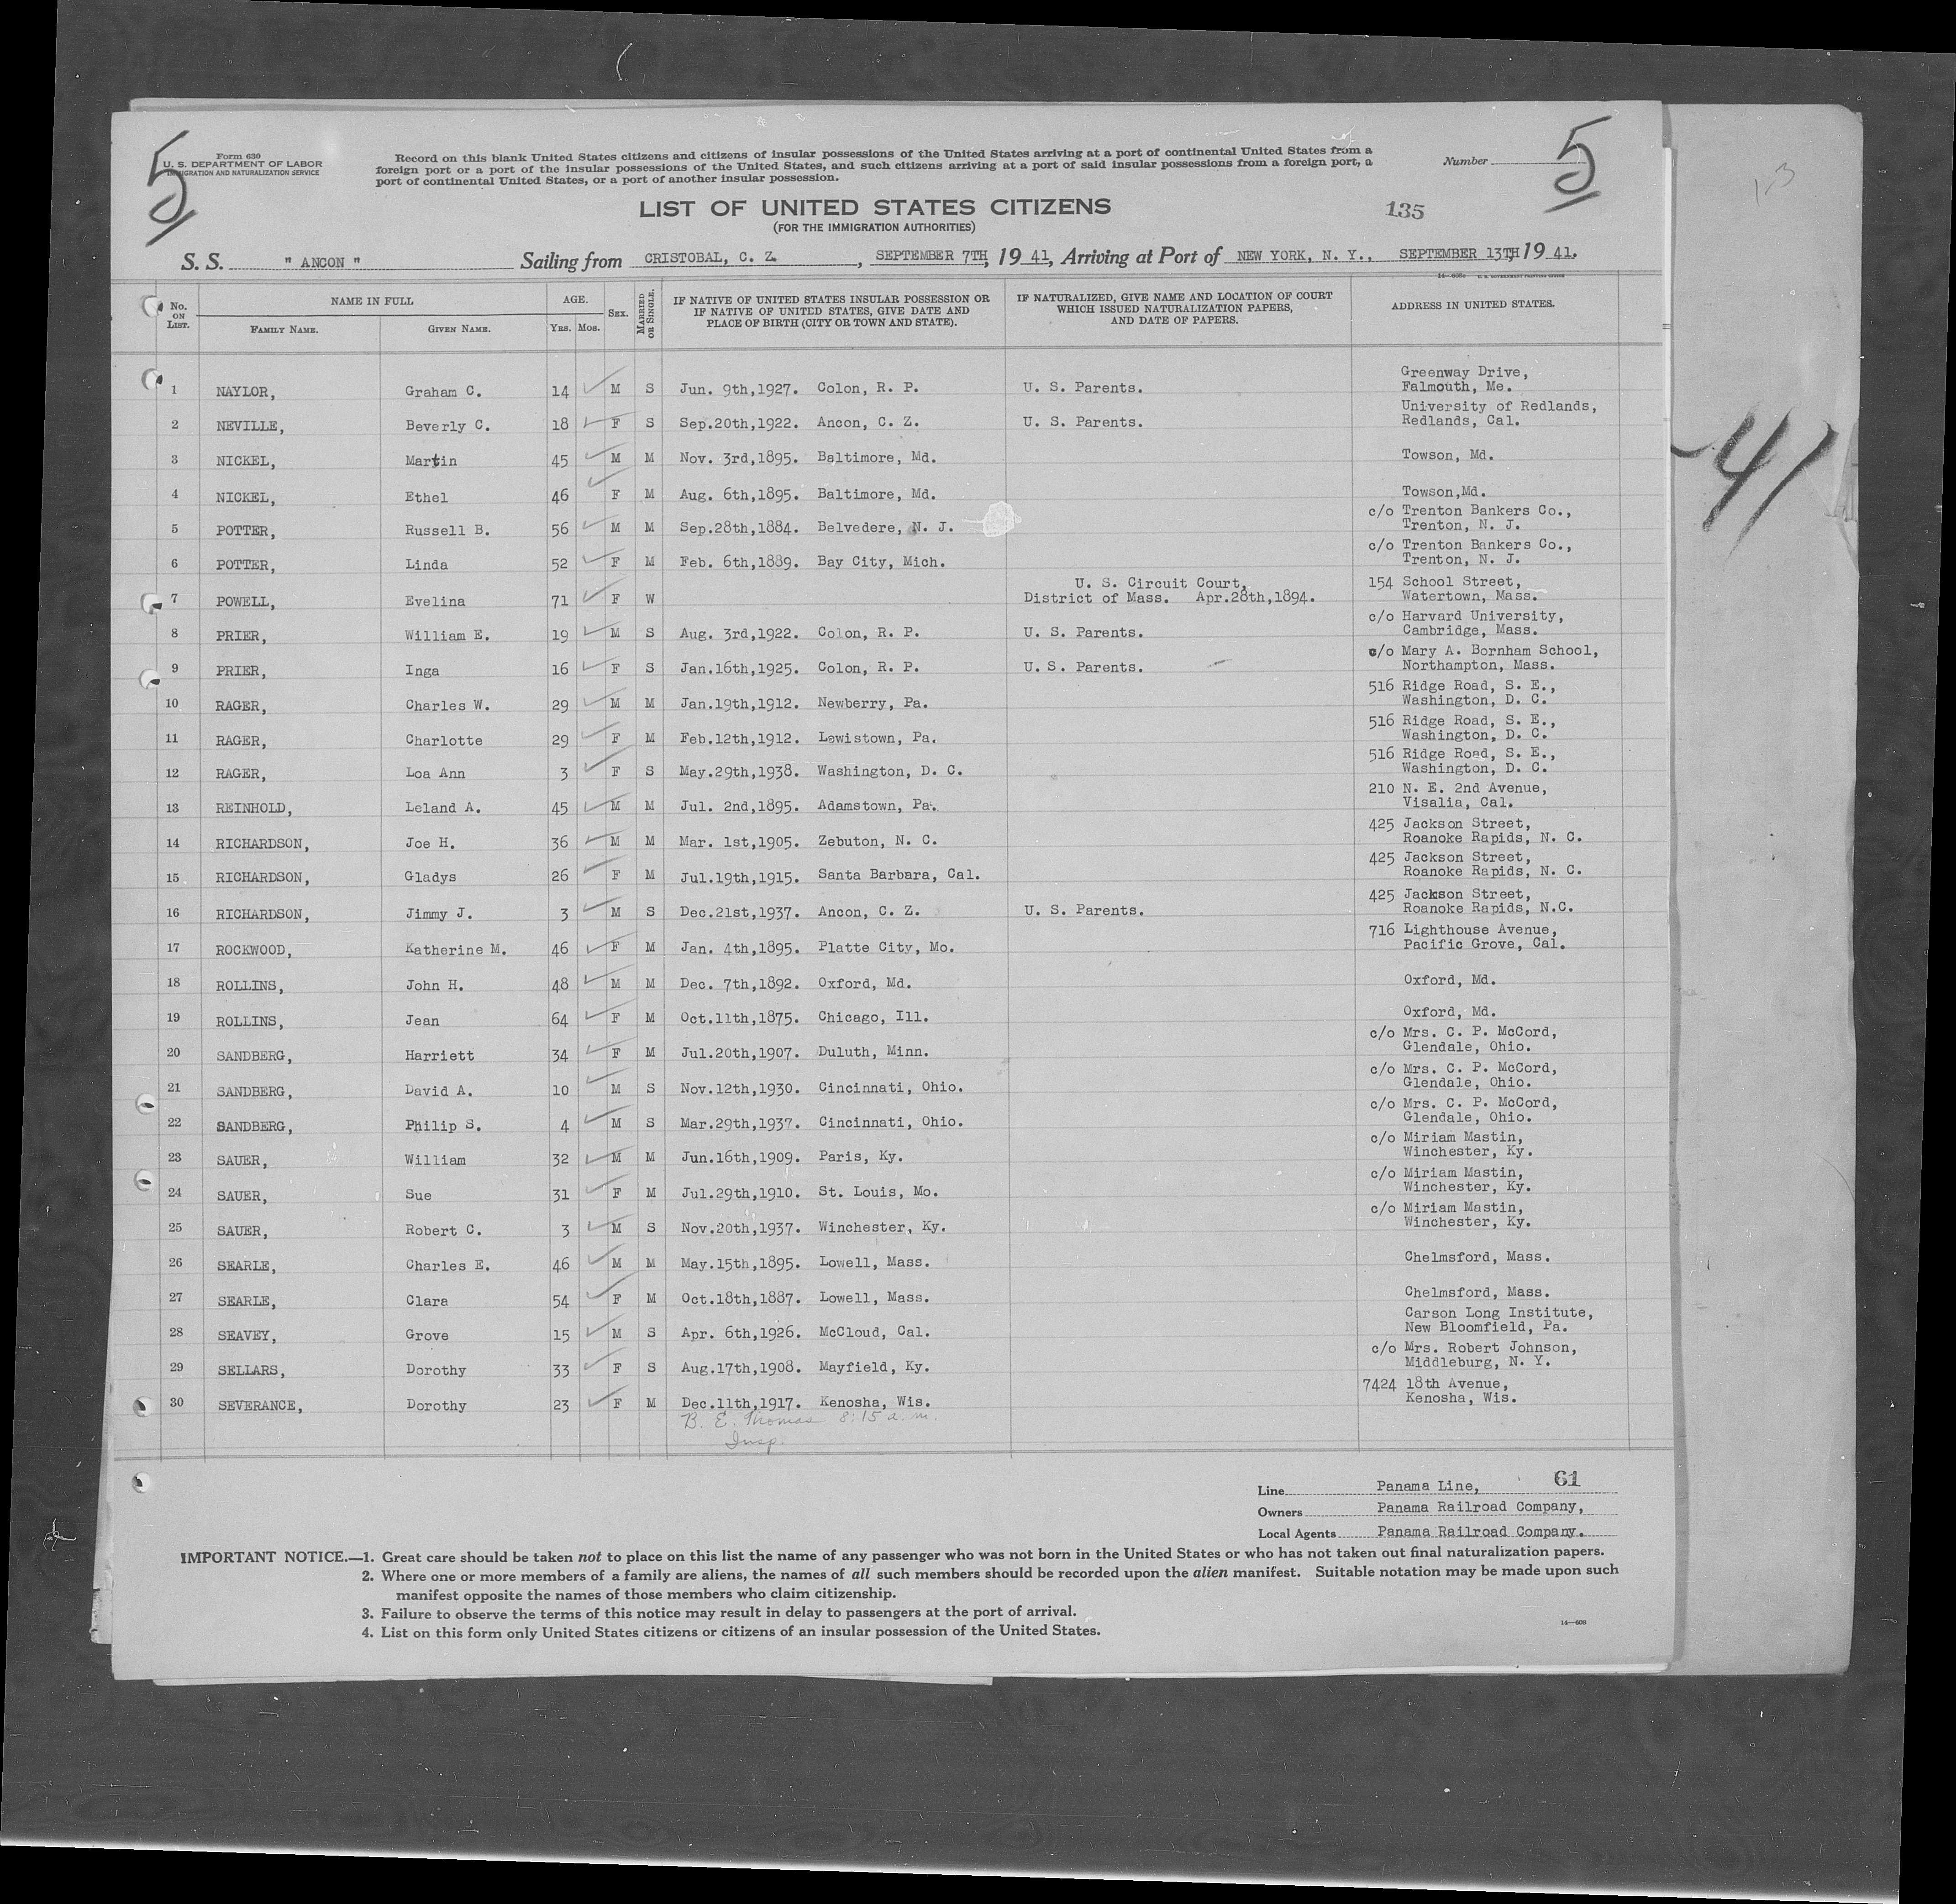 5
5
Form 630
U. S. DEPARTMENT OF LABOR
IMMIGRATION AND NATURALIZATION SERVICE
Record on this blank United States citizens and citizens of insular possessions of the United States arriving at a port of continental United States from a
foreign port or a port of the insular possessions of the United States, and such citizens arriving at a port of said insular possessions from a foreign port, a
port of continental United States, or a port of another insular possession.
Number
LIST OF UNITED STATES CITIZENS
135
(FOR THE IMMIGRATION AUTHORITIES)
S. S. " ANCON " Sailing from CRISTOBAL, C. Z., SEPTEMBER 7TH, 19 41, Arriving at Port of NEW YORK, N. Y., SEPTEMBER 13TH 19 41.
No. ON LIST. NAME IN FULL FAMILY NAME. GIVEN NAME. AGE. YRS. MOS. SEX. MARRIED OR SINGLE. IF NATIVE OF UNITED STATES INSULAR POSSESSION OR IF NATIVE OF UNITED STATES, GIVE DATE AND PLACE OF BIRTH (CITY OR TOWN AND STATE). IF NATURALIZED, GIVE NAME AND LOCATION OF COURT WHICH ISSUED NATURALIZATION PAPERS, AND DATE OF PAPERS. ADDRESS IN UNITED STATES.
1 NAYLOR, Graham C. 14 M S Jun. 9th,1927. Colon, R. P. U. S. Parents. Greenway Drive, Falmouth, Me.
2 NEVILLE, Beverly C. 18 F S Sep.20th,1922. Ancon, C. Z. U. S. Parents. University of Redlands, Redlands, Cal.
3 NICKEL, Martin 45 M M Nov. 3rd,1895. Baltimore, Md. Towson, Md.
4 NICKEL, Ethel 46 F M Aug. 6th,1895. Baltimore, Md. Towson,Md.
5 POTTER, Russell B. 56 M M Sep.28th,1884. Belvedere, N. J. c/o Trenton Bankers Co., Trenton, N. J.
6 POTTER, Linda 52 F M Feb. 6th,1889. Bay City, Mich. c/o Trenton Bankers Co., Trenton, N. J.
7 POWELL, Evelina 71 F W U. S. Circuit Court, District of Mass. Apr.28th,1894. 154 School Street, Watertown, Mass.
8 PRIER, William E. 19 M S Aug. 3rd,1922. Colon, R. P. U. S. Parents. c/o Harvard University, Cambridge, Mass.
9 PRIER, Inga 16 F S Jan.16th,1925. Colon, R. P. U. S. Parents. c/o Mary A. Bornham School, Northampton, Mass.
10 RAGER, Charles W. 29 M M Jan.19th,1912. Newberry, Pa. 516 Ridge Road, S. E., Washington, D. C.
11 RAGER, Charlotte 29 F M Feb.12th,1912. Lewistown, Pa. 516 Ridge Road, S. E., Washington, D. C.
12 RAGER, Loa Ann 3 F S May.29th,1938. Washington, D. C. 516 Ridge Road, S. E., Washington, D. C.
13 REINHOLD, Leland A. 45 M M Jul. 2nd,1895. Adamstown, Pa. 210 N. E. 2nd Avenue, Visalia, Cal.
14 RICHARDSON, Joe H. 36 M M Mar. 1st,1905. Zebuton, N. C. 425 Jackson Street, Roanoke Rapids, N. C.
15 RICHARDSON, Gladys 26 F M Jul.19th,1915. Santa Barbara, Cal. 425 Jackson Street, Roanoke Rapids, N. C.
16 RICHARDSON, Jimmy J. 3 M S Dec.21st,1937. Ancon, C. Z. U. S. Parents. 425 Jackson Street, Roanoke Rapids, N.C.
17 ROCKWOOD, Katherine M. 46 F M Jan. 4th,1895. Platte City, Mo. 716 Lighthouse Avenue, Pacific Grove, Cal.
18 ROLLINS, John H. 48 M M Dec. 7th,1892. Oxford, Md. Oxford, Md.
19 ROLLINS, Jean 64 F M Oct.11th,1875. Chicago, Ill. Oxford, Md.
20 SANDBERG, Harriett 34 F M Jul.20th,1907. Duluth, Minn. c/o Mrs. C. P. McCord, Glendale, Ohio.
21 SANDBERG, David A. 10 M S Nov.12th,1930. Cincinnati, Ohio. c/o Mrs. C. P. McCord, Glendale, Ohio.
22 SANDBERG, Philip S. 4 M S Mar.29th,1937. Cincinnati, Ohio. c/o Mrs. C. P. McCord, Glendale, Ohio.
23 SAUER, William 32 M M Jun.16th,1909. Paris, Ky. c/o Miriam Mastin, Winchester, Ky.
24 SAUER, Sue 31 F M Jul.29th,1910. St. Louis, Mo. c/o Miriam Mastin, Winchester, Ky.
25 SAUER, Robert C. 3 M S Nov.20th,1937. Winchester, Ky. c/o Miriam Mastin, Winchester, Ky.
26 SEARLE, Charles E. 46 M M May.15th,1895. Lowell, Mass. Chelmsford, Mass.
27 SEARLE, Clara 54 F M Oct.18th,1887. Lowell, Mass. Chelmsford, Mass.
28 SEAVEY, Grove 15 M S Apr. 6th,1926. McCloud, Cal. Carson Long Institute, New Bloomfield, Pa.
29 SELLARS, Dorothy 33 F S Aug.17th,1908. Mayfield, Ky. c/o Mrs. Robert Johnson, Middleburg, N. Y.
30 SEVERANCE, Dorothy 23 F M Dec.11th,1917. Kenosha, Wis. 7424 18th Avenue, Kenosha, Wis.
B. E. Thomas 8:15 a.m.
Insp.
41
61
Line Panama Line,
Owners Panama Railroad Company,
Local Agents Panama Railroad Company.
IMPORTANT NOTICE.—1. Great care should be taken not to place on this list the name of any passenger who was not born in the United States or who has not taken out final naturalization papers.
2. Where one or more members of a family are aliens, the names of all such members should be recorded upon the alien manifest. Suitable notation may be made upon such
manifest opposite the names of those members who claim citizenship.
3. Failure to observe the terms of this notice may result in delay to passengers at the port of arrival.
4. List on this form only United States citizens or citizens of an insular possession of the United States.
14—608